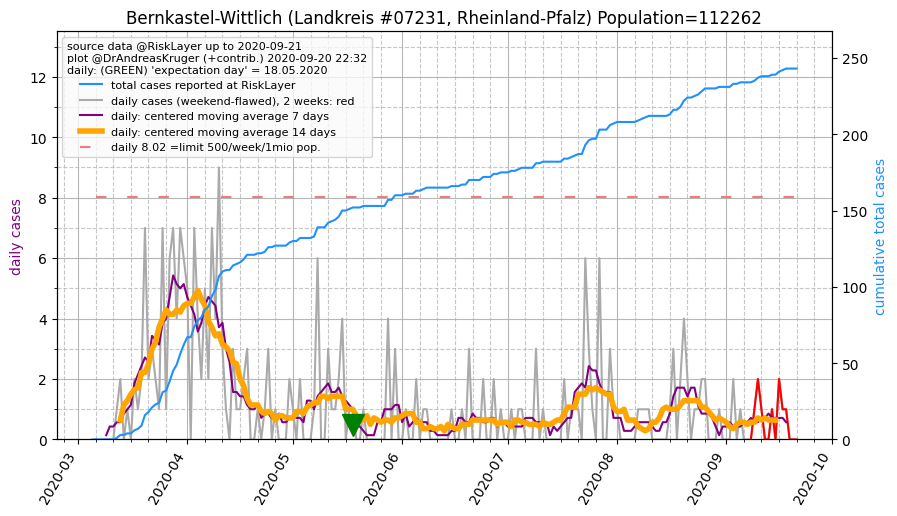 Bernkastel-Wittlich (Landkreis #07231, Rheinland-Pfalz) Population=112262
source data @RiskLayer up to 2020-09-21
plot @DrAndreasKruger (+contrib.) 2020-09-20 22:32
daily: (GREEN) 'expectation day' = 18.05.2020
total cases reported at RiskLayer
daily cases (weekend-flawed), 2 weeks: red
daily: centered moving average 7 days
daily: centered moving average 14 days
daily 8.02 =limit 500/week/1mio pop.
daily cases
12
10
8
6
4
2
0
cumulative total cases
250
200
150
100
50
0
2020-03
2020-04
2020-05
2020-06
2020-07
2020-08
2020-09
2020-10